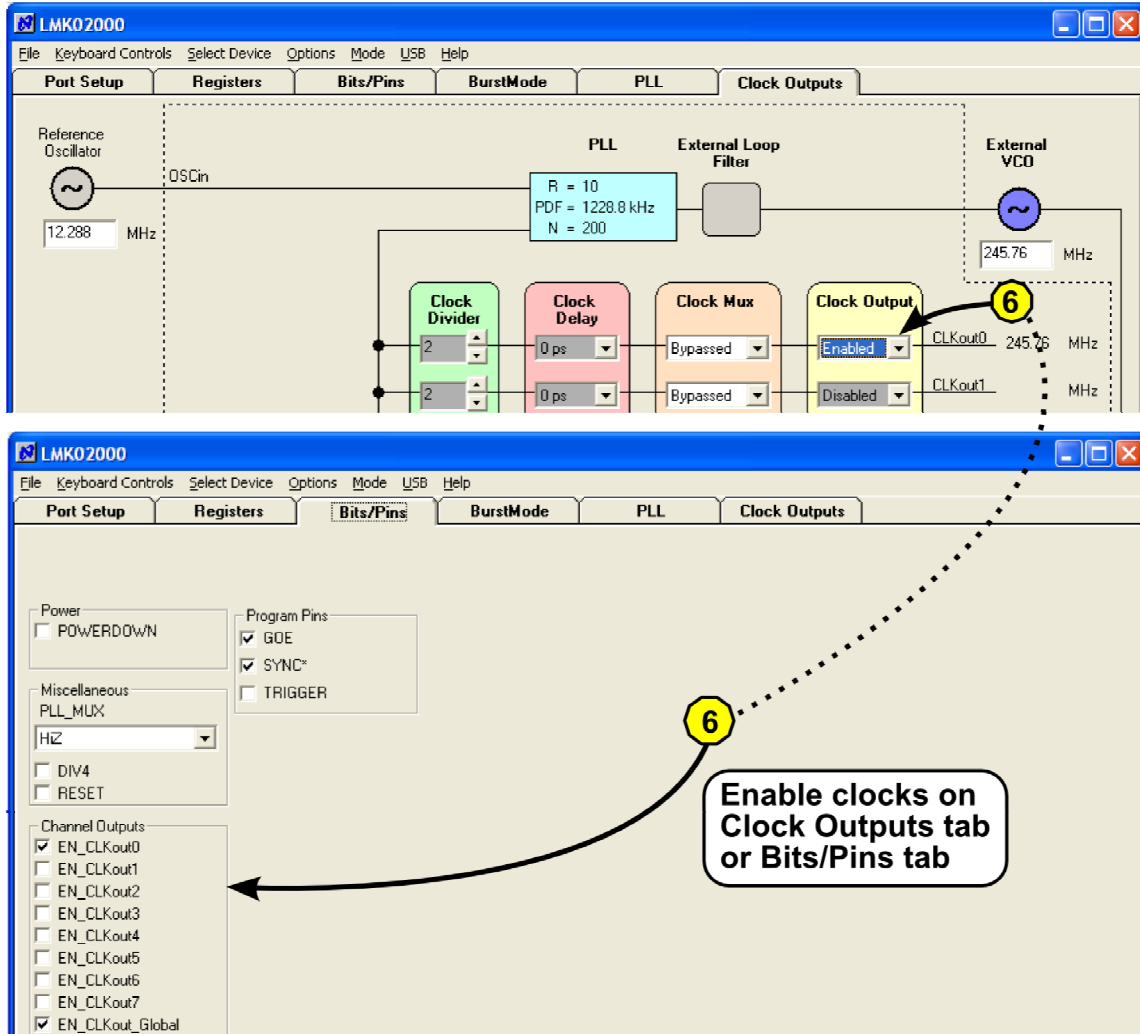 LMK02000
File Keyboard Controls Select Device Options Mode USB Help
Port Setup Registers Bits/Pins BurstMode PLL Clock Outputs
Reference
Oscillator
12.288 MHz
OSCin
PLL
R = 10
PDF = 1228.8 kHz
N = 200
External Loop
Filter
External
VCO
245.76 MHz
Clock
Divider
Clock
Delay
Clock Mux
Clock Output
6
2 0 ps Bypassed Enabled CLKout0 245.76 MHz
2 0 ps Bypassed Disabled CLKout1 MHz
LMK02000
File Keyboard Controls Select Device Options Mode USB Help
Port Setup Registers Bits/Pins BurstMode PLL Clock Outputs
Power
POWERDOWN
Program Pins
GOE
SYNC*
TRIGGER
Miscellaneous
PLL_MUX
HiZ
DIV4
RESET
Channel Outputs
EN_CLKout0
EN_CLKout1
EN_CLKout2
EN_CLKout3
EN_CLKout4
EN_CLKout5
EN_CLKout6
EN_CLKout7
EN_CLKout_Global
6
Enable clocks on
Clock Outputs tab
or Bits/Pins tab